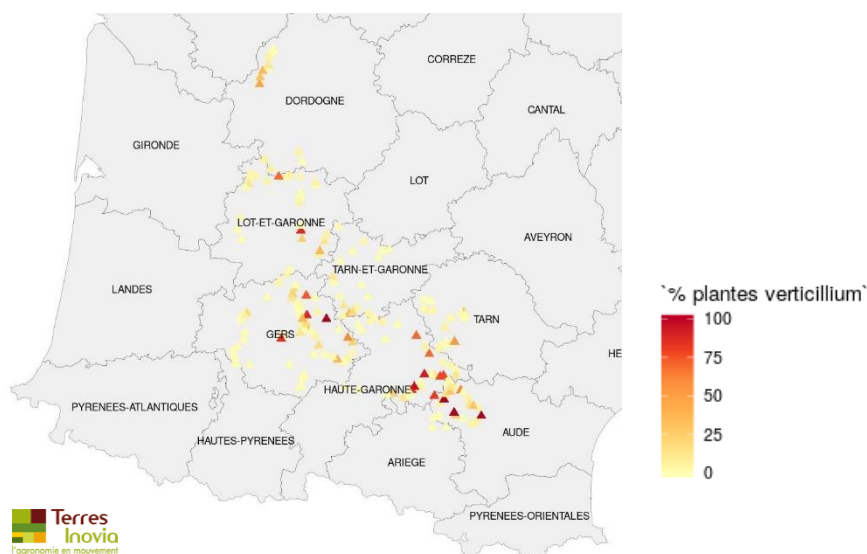 CORREZE
DORDOGNE
CANTAL
GIRONDE
LOT
LOT-ET-GARONNE
AVEYRON
TARN-ET-GARONNE
LANDES
TARN
GERS
HE
HAUTE-GARONNE
PYRENEES-ATLANTIQUES
AUDE
HAUTES-PYRENEES
ARIEGE
PYRENEES-ORIENTALES
`% plantes verticillium`
100
75
50
25
0
Terres
Inovia
l'agronomie en mouvement